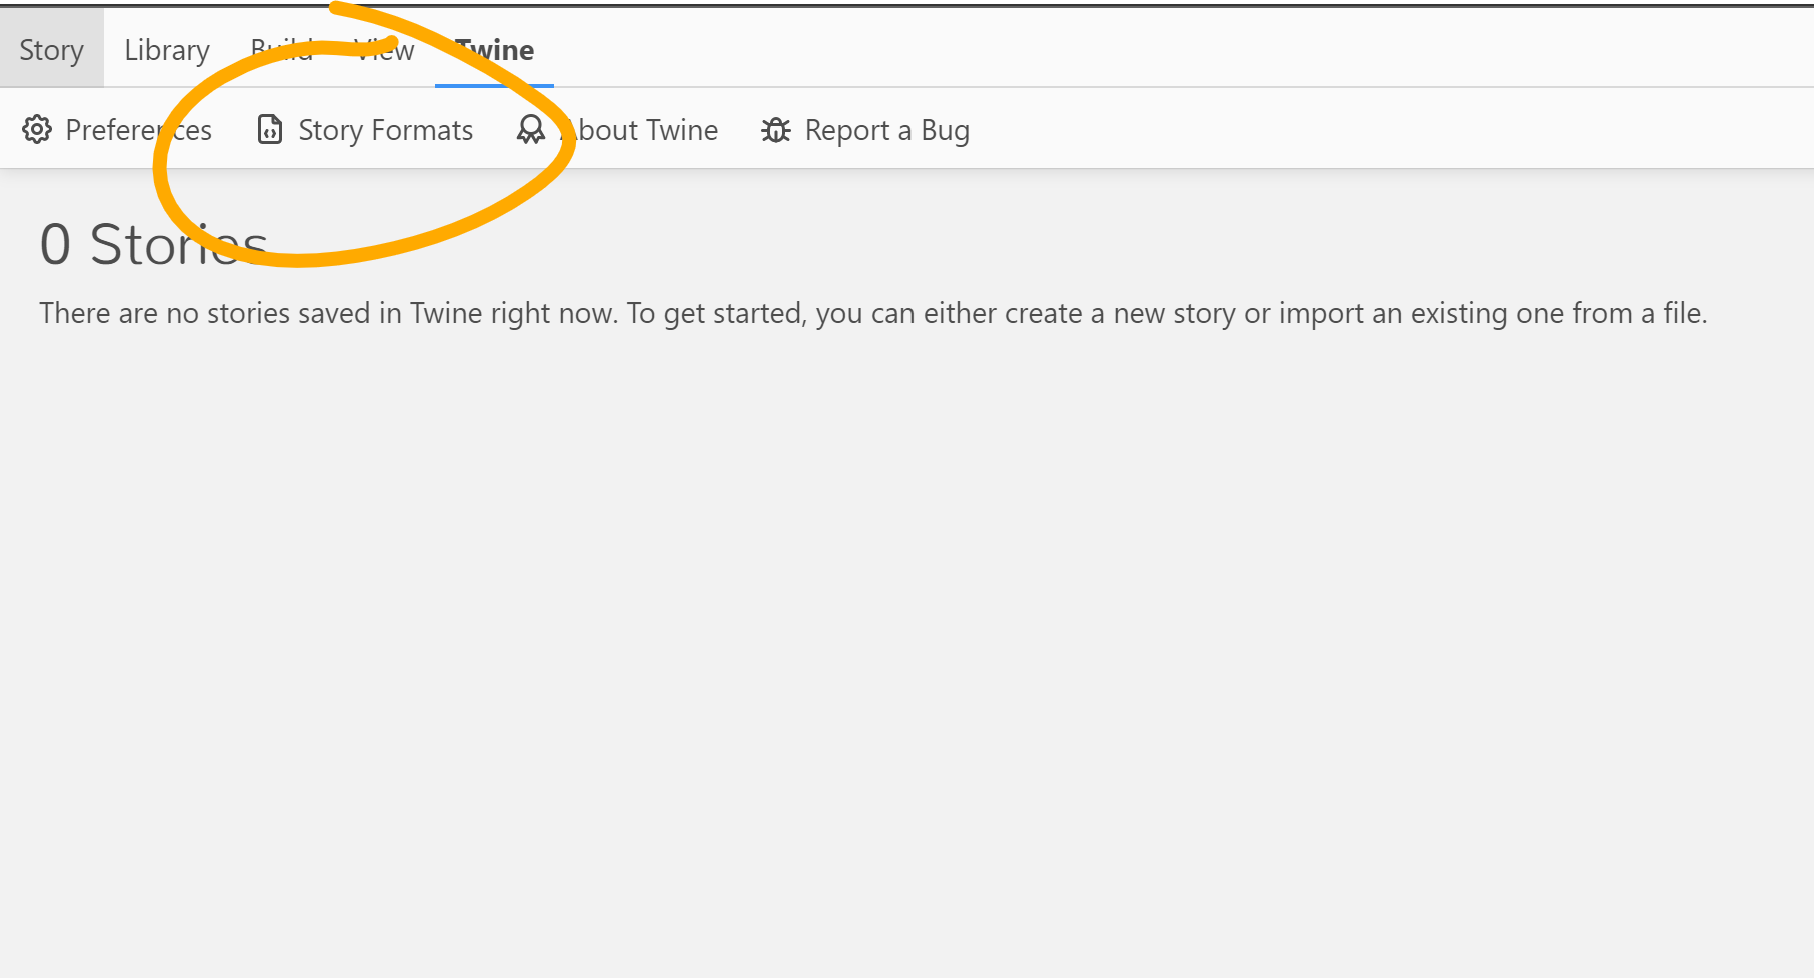 Story Library Build View Twine
Preferences Story Formats About Twine Report a Bug
0 Stories
There are no stories saved in Twine right now. To get started, you can either create a new story or import an existing one from a file.